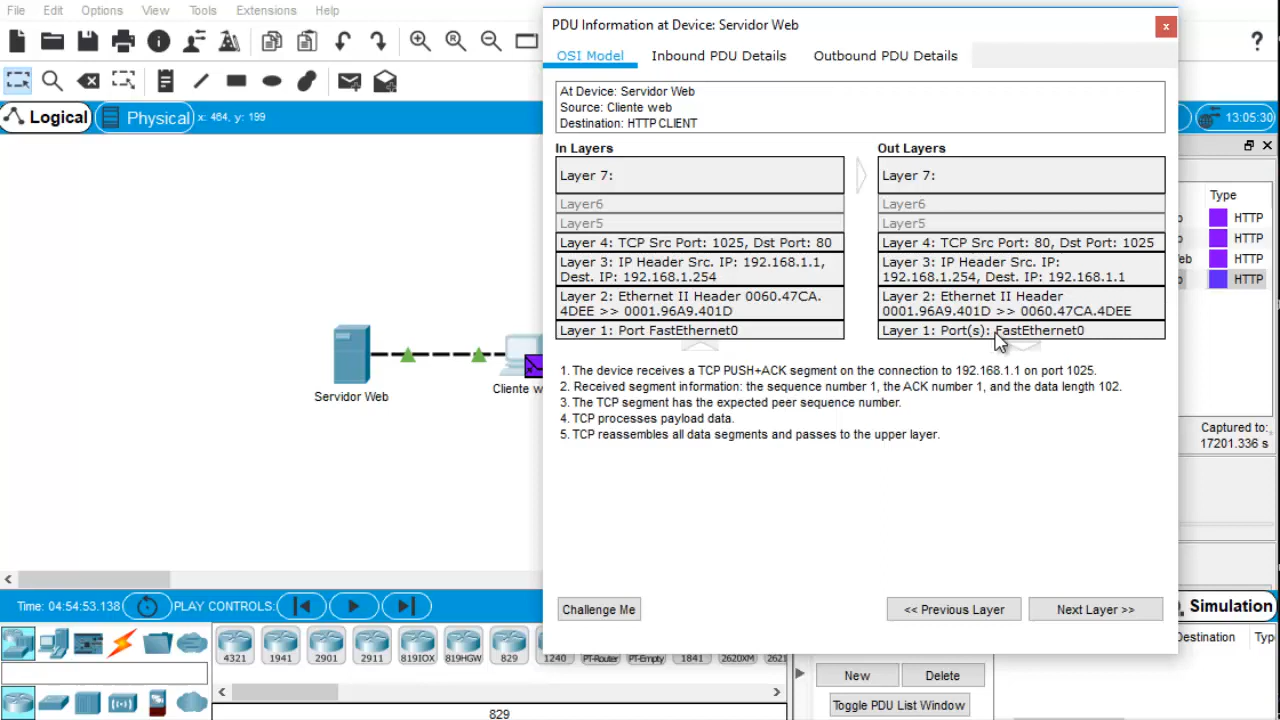 File Edit Options View Tools Extensions Help
PDU Information at Device: Servidor Web
x
?
OSI Model Inbound PDU Details Outbound PDU Details
Logical Physical x: 464, y: 199
13:05:30
At Device: Servidor Web
Source: Cliente web
Destination: HTTP CLIENT
In Layers Out Layers
Layer 7: Layer 7:
Layer6 Layer6
Layer5 Layer5
Layer 4: TCP Src Port: 1025, Dst Port: 80
Layer 4: TCP Src Port: 80, Dst Port: 1025
Layer 3: IP Header Src. IP: 192.168.1.1,
Dest. IP: 192.168.1.254
Layer 3: IP Header Src. IP:
192.168.1.254, Dest. IP: 192.168.1.1
Layer 2: Ethernet II Header 0060.47CA.
4DEE >> 0001.96A9.401D
Layer 2: Ethernet II Header
0001.96A9.401D >> 0060.47CA.4DEE
Layer 1: Port FastEthernet0
Layer 1: Port(s): FastEthernet0
1. The device receives a TCP PUSH+ACK segment on the connection to 192.168.1.1 on port 1025.
2. Received segment information: the sequence number 1, the ACK number 1, and the data length 102.
3. The TCP segment has the expected peer sequence number.
4. TCP processes payload data.
5. TCP reassembles all data segments and passes to the upper layer.
Challenge Me << Previous Layer Next Layer >>
Type
HTTP
HTTP
eb HTTP
HTTP
Captured to:
17201.336 s
Servidor Web
Cliente w
Time: 04:54:53.138 PLAY CONTROLS:
Simulation
4321 1941 2901 2911 819IOX 819HGW 829 1240 PT-Router PT-Empty 1841 2620XM 2621
829
New Delete
Toggle PDU List Window
Destination Typ